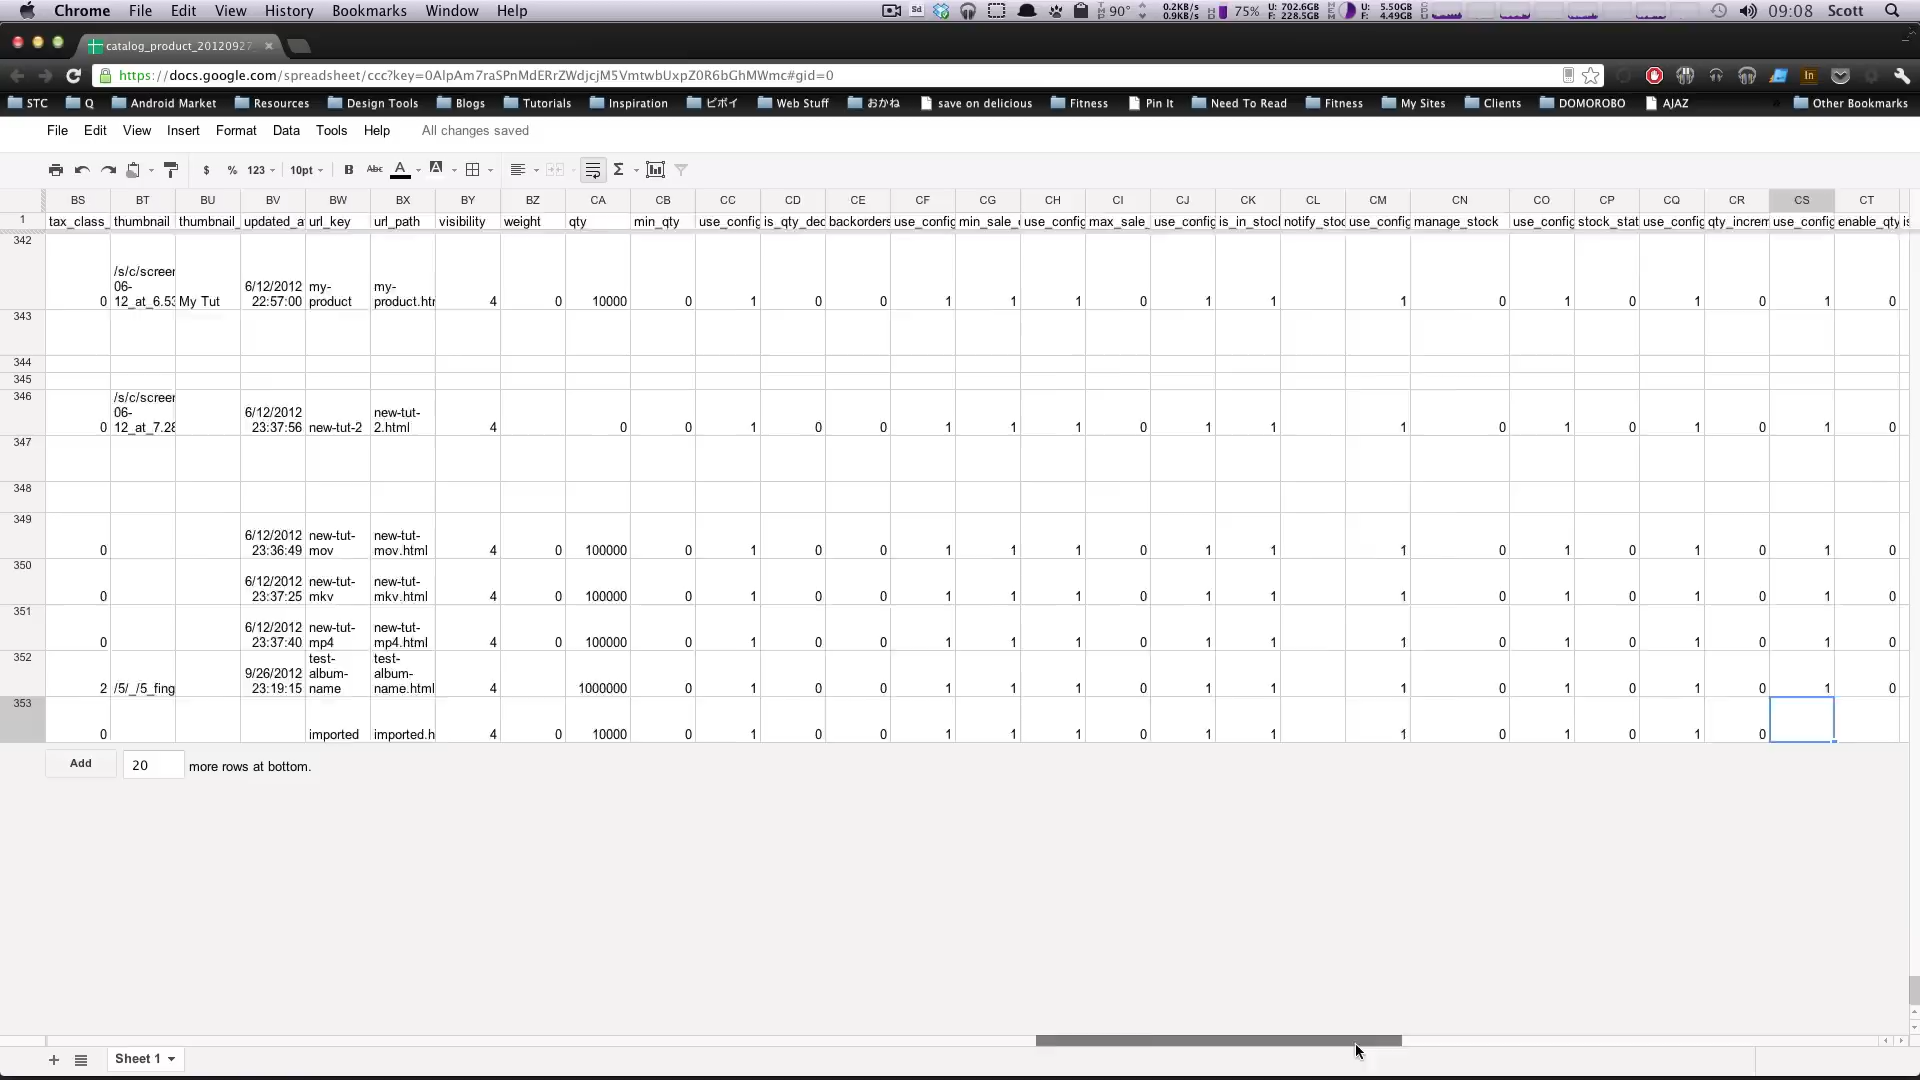 Chrome File Edit View History Bookmarks Window Help 90° 0.2KB/s 0.9KB/s 75% U: 702.6GB F: 228.5GB U: 5.50GB F: 4.49GB 09:08 Scott
catalog_product_20120927
https://docs.google.com/spreadsheet/ccc?key=0AlpAm7raSPnMdERrZWdjcjM5VmtwbUxpZ0R6bGhMWmc#gid=0
STC Q Android Market Resources Design Tools Blogs Tutorials Inspiration ビボイ Web Stuff おかね save on delicious Fitness Pin It Need To Read Fitness My Sites Clients DOMOROBO AJAZ Other Bookmarks
File Edit View Insert Format Data Tools Help All changes saved
$ % 123 10pt B Abc A A Σ
BS BT BU BV BW BX BY BZ CA CB CC CD CE CF CG CH CI CJ CK CL CM CN CO CP CQ CR CS CT
1 tax_class_ thumbnail thumbnail_ updated_a url_key url_path visibility weight qty min_qty use_config is_qty_dec backorders use_config min_sale_ use_config max_sale_ use_config is_in_stocl notify_stoc use_config manage_stock use_config stock_stat use_config qty_increm use_config enable_qty is
342
/s/c/screer
06- 6/12/2012 my- my-
0 12_at_6.53 My Tut 22:57:00 product product.htr 4 0 10000 0 1 0 0 1 1 1 0 1 1 1 0 1 0 1 0 1 0
343
344
345
346 /s/c/screer
06- 6/12/2012 new-tut-
0 12_at_7.28 23:37:56 new-tut-2 2.html 4 0 0 1 0 0 1 1 1 0 1 1 1 0 1 0 1 0 1 0
347
348
349
6/12/2012 new-tut- new-tut-
0 23:36:49 mov mov.html 4 0 100000 0 1 0 0 1 1 1 0 1 1 1 0 1 0 1 0 1 0
350
6/12/2012 new-tut- new-tut-
0 23:37:25 mkv mkv.html 4 0 100000 0 1 0 0 1 1 1 0 1 1 1 0 1 0 1 0 1 0
351
6/12/2012 new-tut- new-tut-
0 23:37:40 mp4 mp4.html 4 0 100000 0 1 0 0 1 1 1 0 1 1 1 0 1 0 1 0 1 0
352 test- test-
9/26/2012 album- album-
2 /5/_/5_fing 23:19:15 name name.html 4 1000000 0 1 0 0 1 1 1 0 1 1 1 0 1 0 1 0 1 0
353
0 imported imported.h 4 0 10000 0 1 0 0 1 1 1 0 1 1 1 0 1 0 1 0
Add 20 more rows at bottom.
Sheet 1